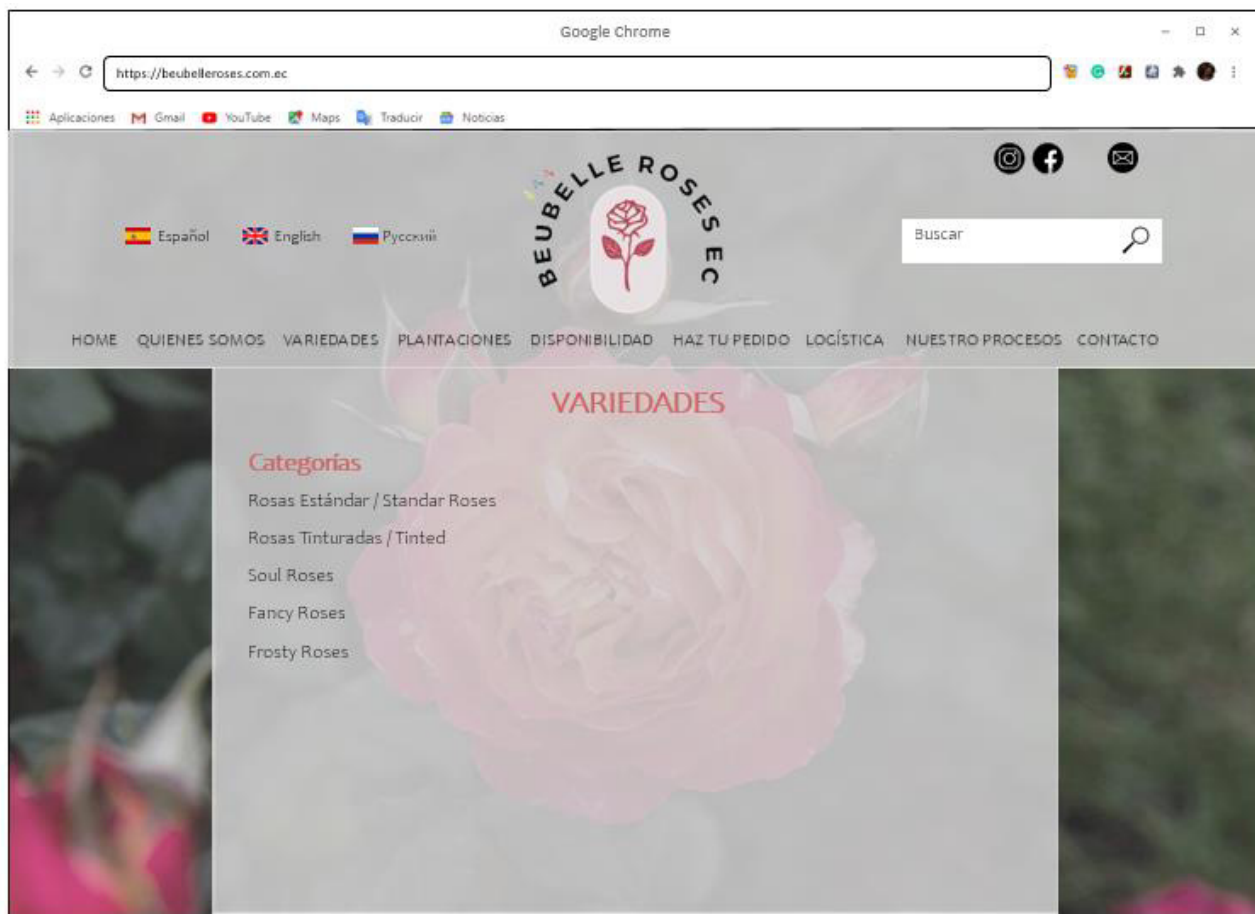 Google Chrome
https://beubelleroses.com.ec
Aplicaciones Gmail YouTube Maps Traducir Noticias
BEUBELLE ROSES EC
Español English Русский
Buscar
HOME QUIENES SOMOS VARIEDADES PLANTACIONES DISPONIBILIDAD HAZ TU PEDIDO LOGÍSTICA NUESTRO PROCESOS CONTACTO
VARIEDADES
Categorías
Rosas Estándar / Standar Roses
Rosas Tinturadas / Tinted
Soul Roses
Fancy Roses
Frosty Roses